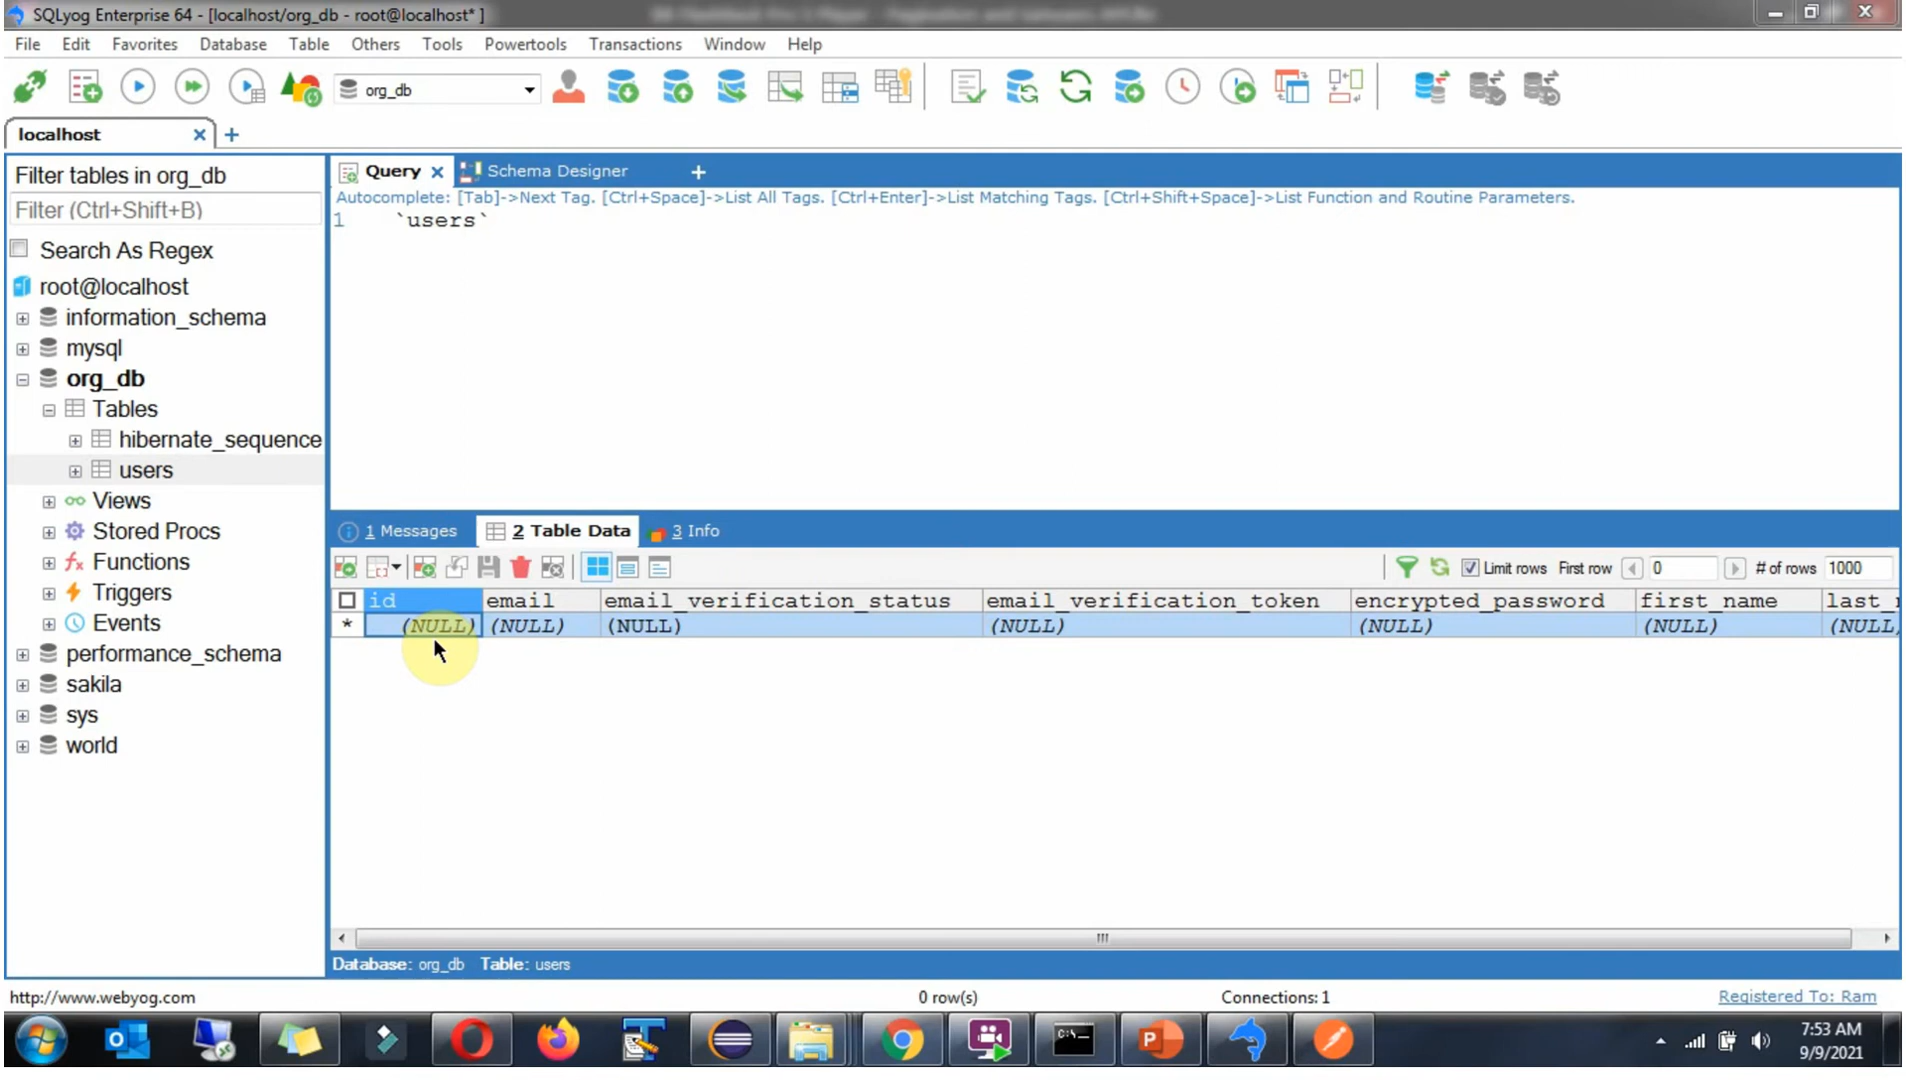 SQLyog Enterprise 64 - [localhost/org_db - root@localhost* ]
File Edit Favorites Database Table Others Tools Powertools Transactions Window Help
org_db
localhost
Filter tables in org_db
Filter (Ctrl+Shift+B)
Search As Regex
root@localhost
information_schema
mysql
org_db
Tables
hibernate_sequence
users
Views
Stored Procs
Functions
Triggers
Events
performance_schema
sakila
sys
world
Query Schema Designer
Autocomplete: [Tab]->Next Tag. [Ctrl+Space]->List All Tags. [Ctrl+Enter]->List Matching Tags. [Ctrl+Shift+Space]->List Function and Routine Parameters.
1 `users`
1 Messages 2 Table Data 3 Info
Limit rows First row 0 # of rows 1000
id email email_verification_status email_verification_token encrypted_password first_name last_
* (NULL) (NULL) (NULL) (NULL) (NULL) (NULL) (NULL)
Database: org_db Table: users
http://www.webyog.com 0 row(s) Connections: 1 Registered To: Ram
C:\_
7:53 AM
9/9/2021